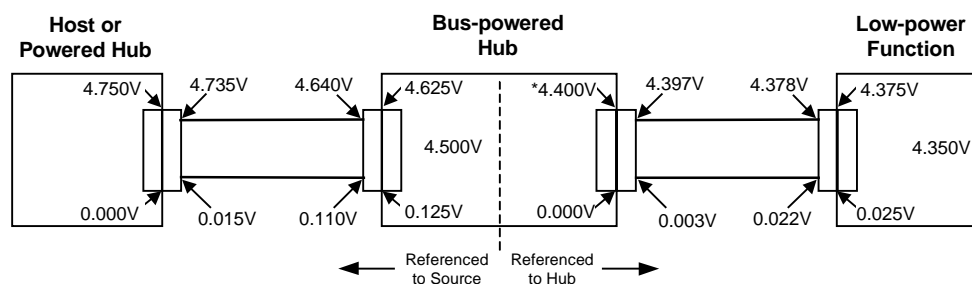 Host or
Powered Hub
Bus-powered
Hub
Low-power
Function
4.750V
4.735V
4.640V
4.625V
*4.400V
4.397V
4.378V
4.375V
4.500V
4.350V
0.000V
0.015V
0.110V
0.125V
0.000V
0.003V
0.022V
0.025V
Referenced
to Source
Referenced
to Hub